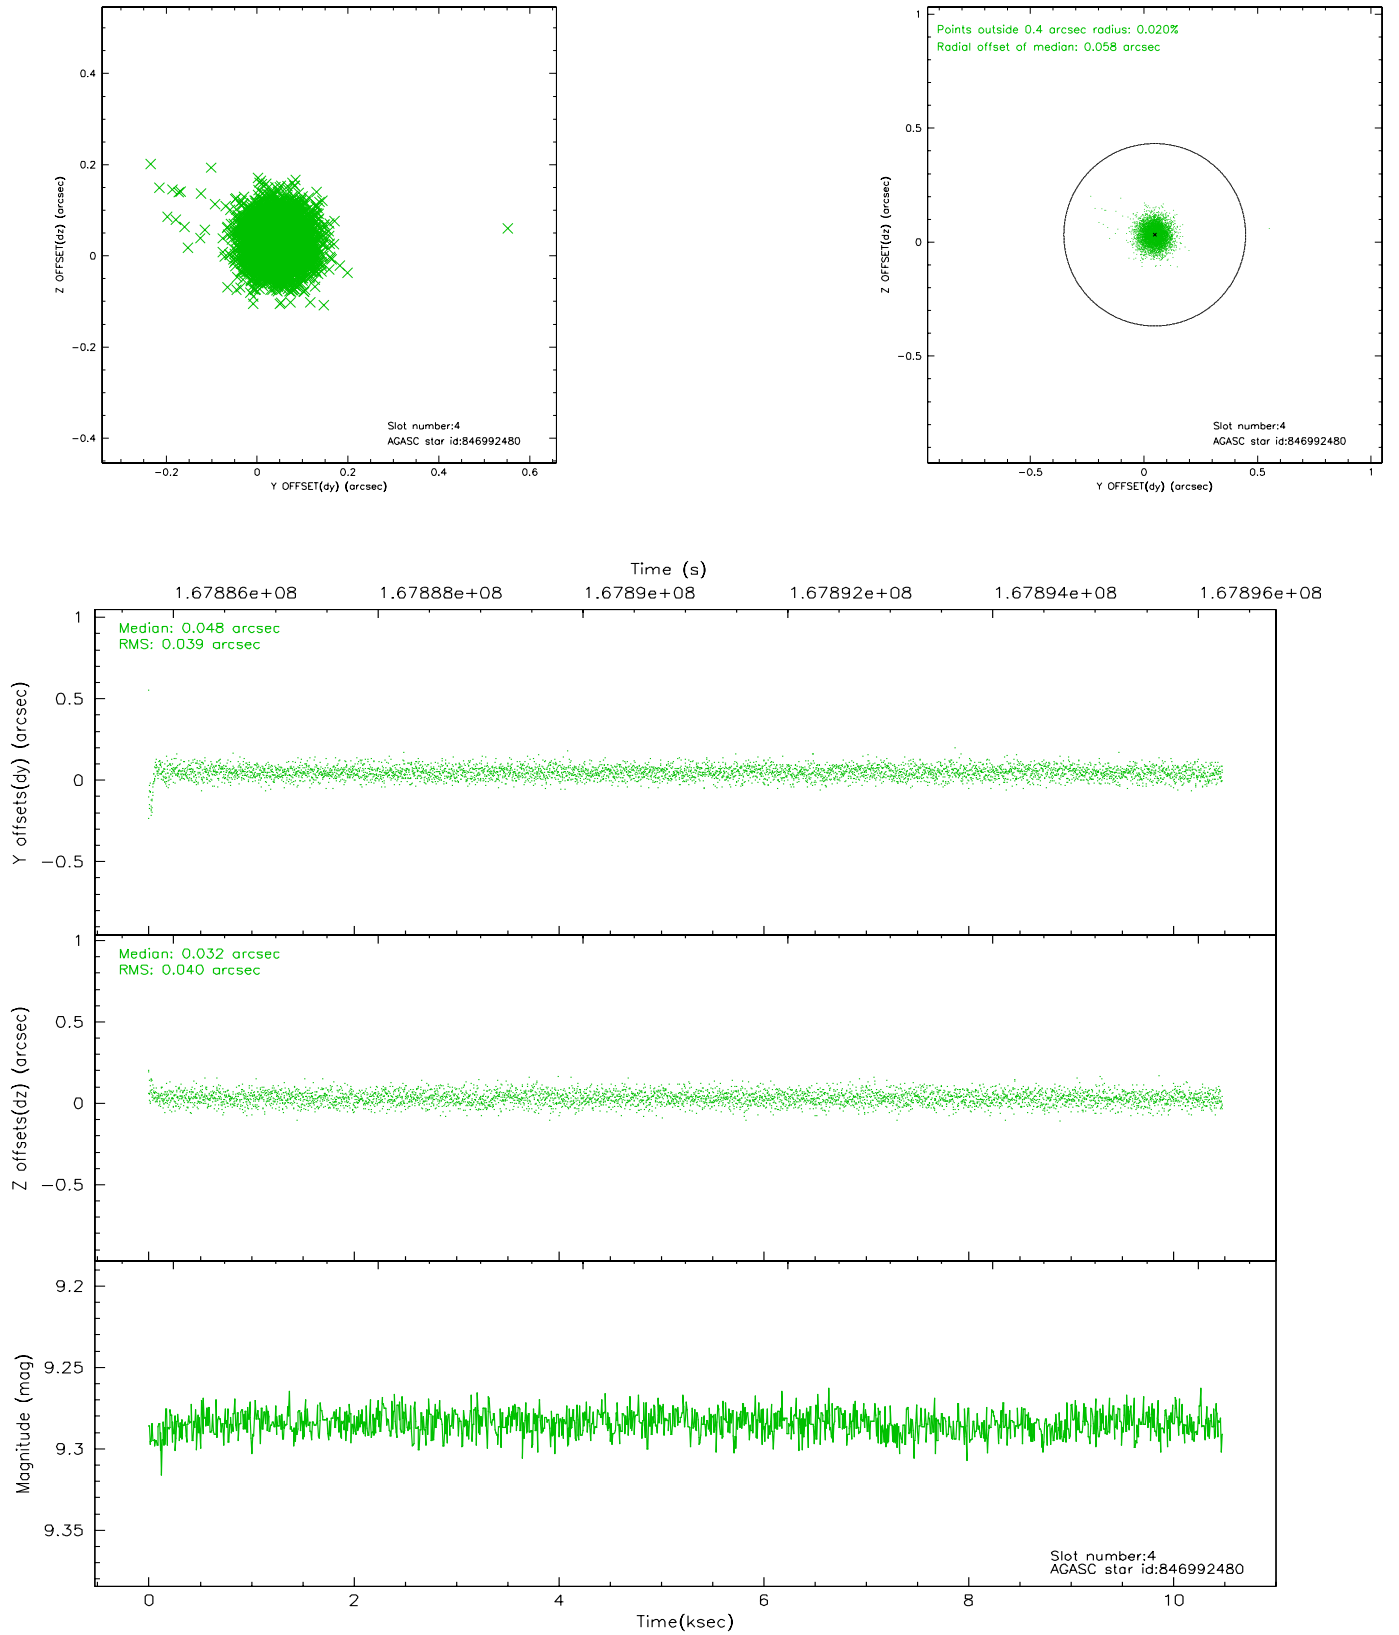 0.4
0.2
0
−0.2
−0.4
Z OFFSET(dz) (arcsec)
Slot number:4
AGASC star id:846992480
−0.2 0 0.2 0.4 0.6
Y OFFSET(dy) (arcsec)
Points outside 0.4 arcsec radius: 0.020%
Radial offset of median: 0.058 arcsec
1
0.5
0
−0.5
Z OFFSET(dz) (arcsec)
Slot number:4
AGASC star id:846992480
−0.5 0 0.5 1
Y OFFSET(dy) (arcsec)
Time (s)
1.67886e+08 1.67888e+08 1.6789e+08 1.67892e+08 1.67894e+08 1.67896e+08
Median: 0.048 arcsec
RMS: 0.039 arcsec
1
0.5
0
−0.5
Y offsets(dy) (arcsec)
Median: 0.032 arcsec
RMS: 0.040 arcsec
1
0.5
0
−0.5
Z offsets(dz) (arcsec)
9.2
9.25
9.3
9.35
Magnitude (mag)
Slot number:4
AGASC star id:846992480
0 2 4 6 8 10
Time(ksec)